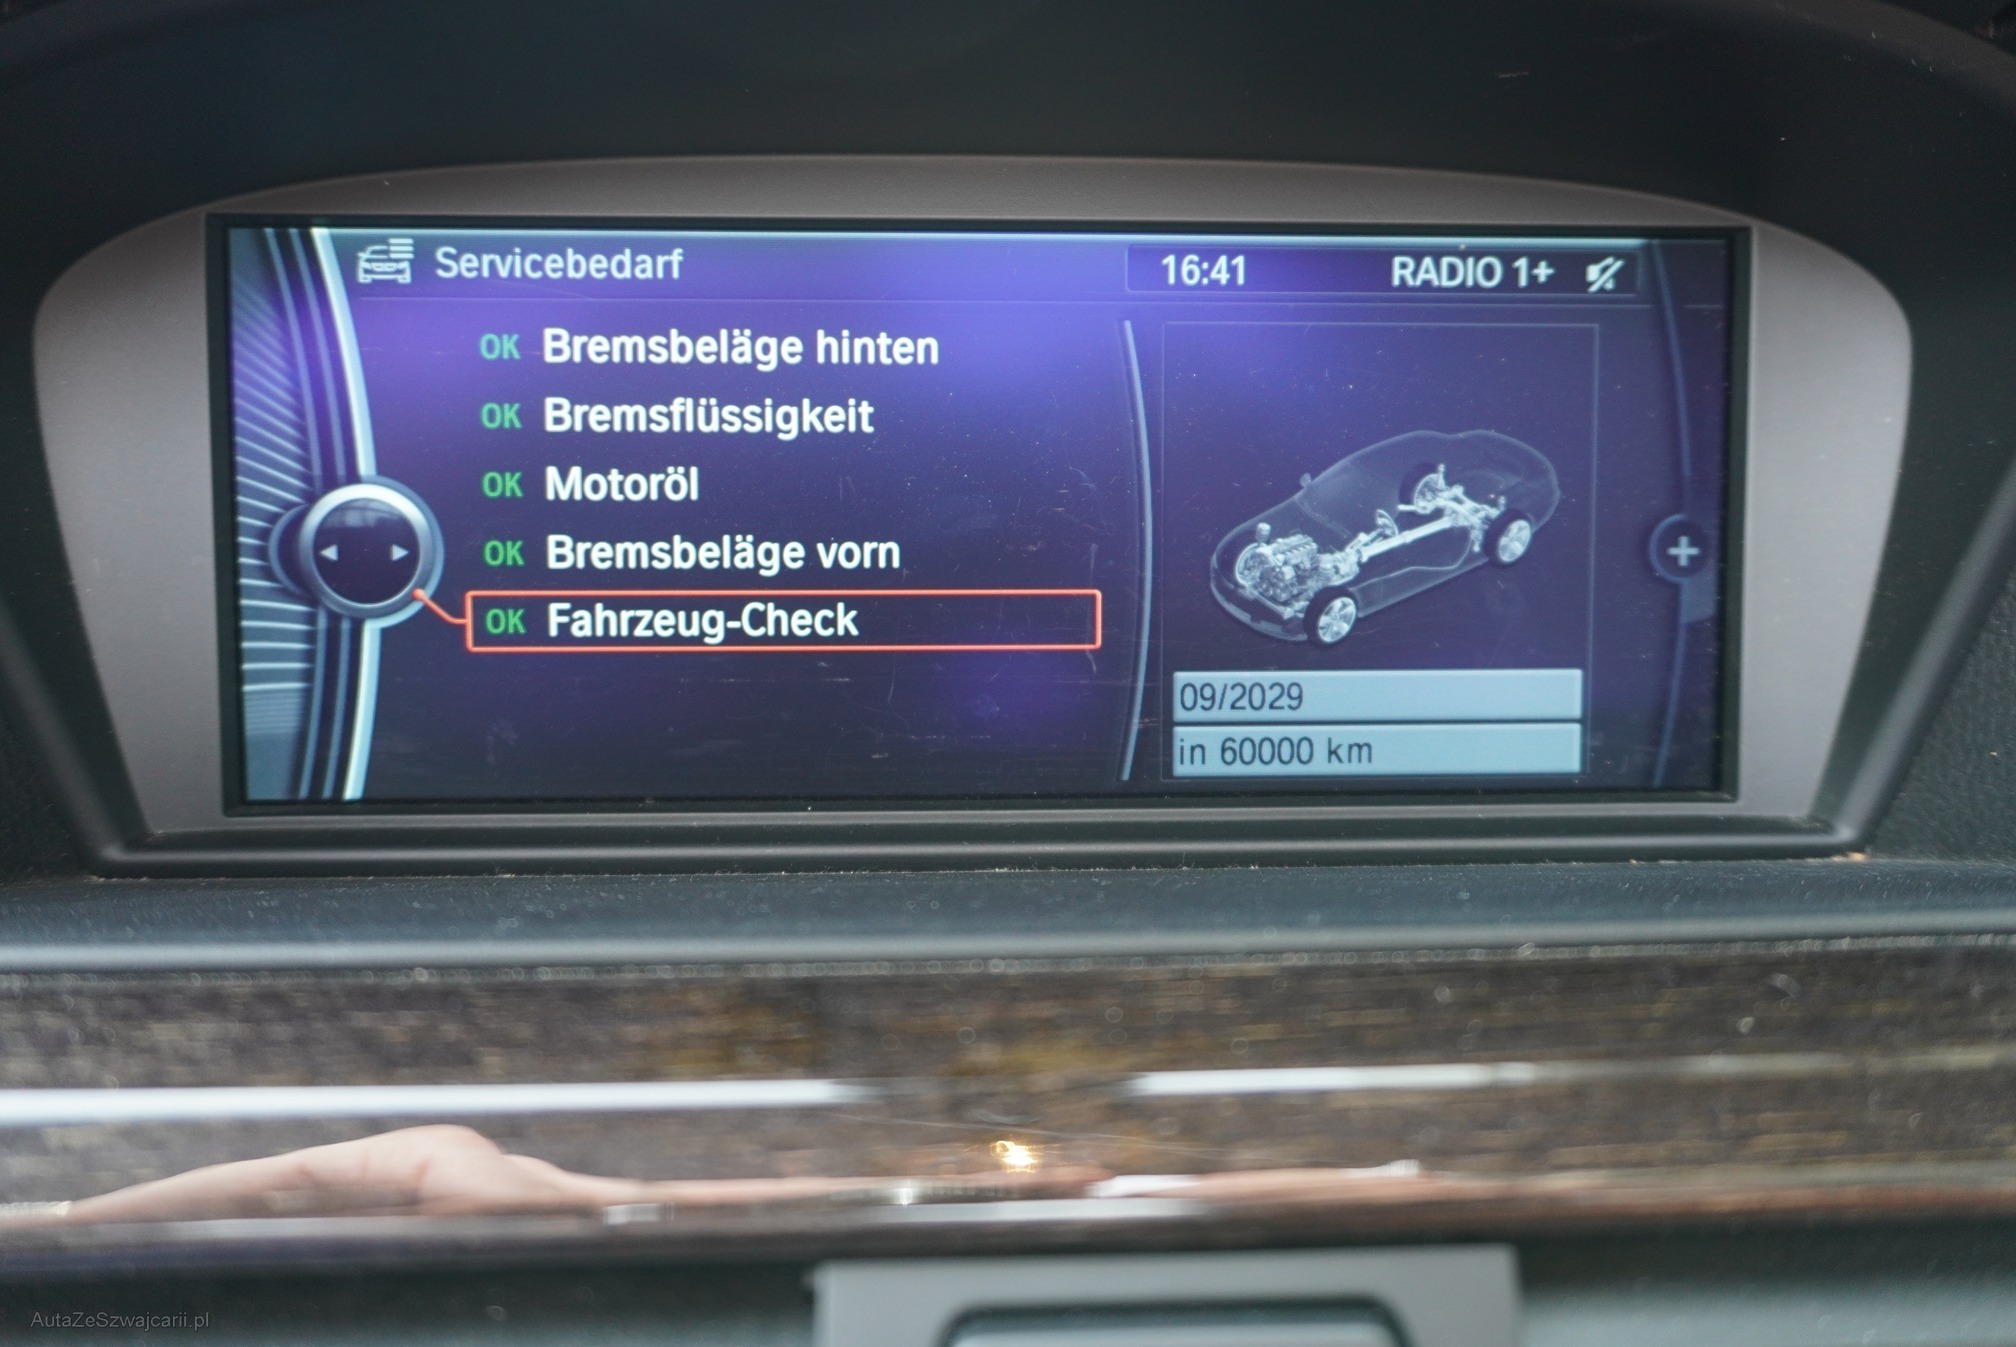 Servicebedarf
16:41 RADIO 1+
OK Bremsbeläge hinten
OK Bremsflüssigkeit
OK Motoröl
OK Bremsbeläge vorn
OK Fahrzeug-Check
09/2029
in 60000 km
AutaZeSzwajcarii.pl